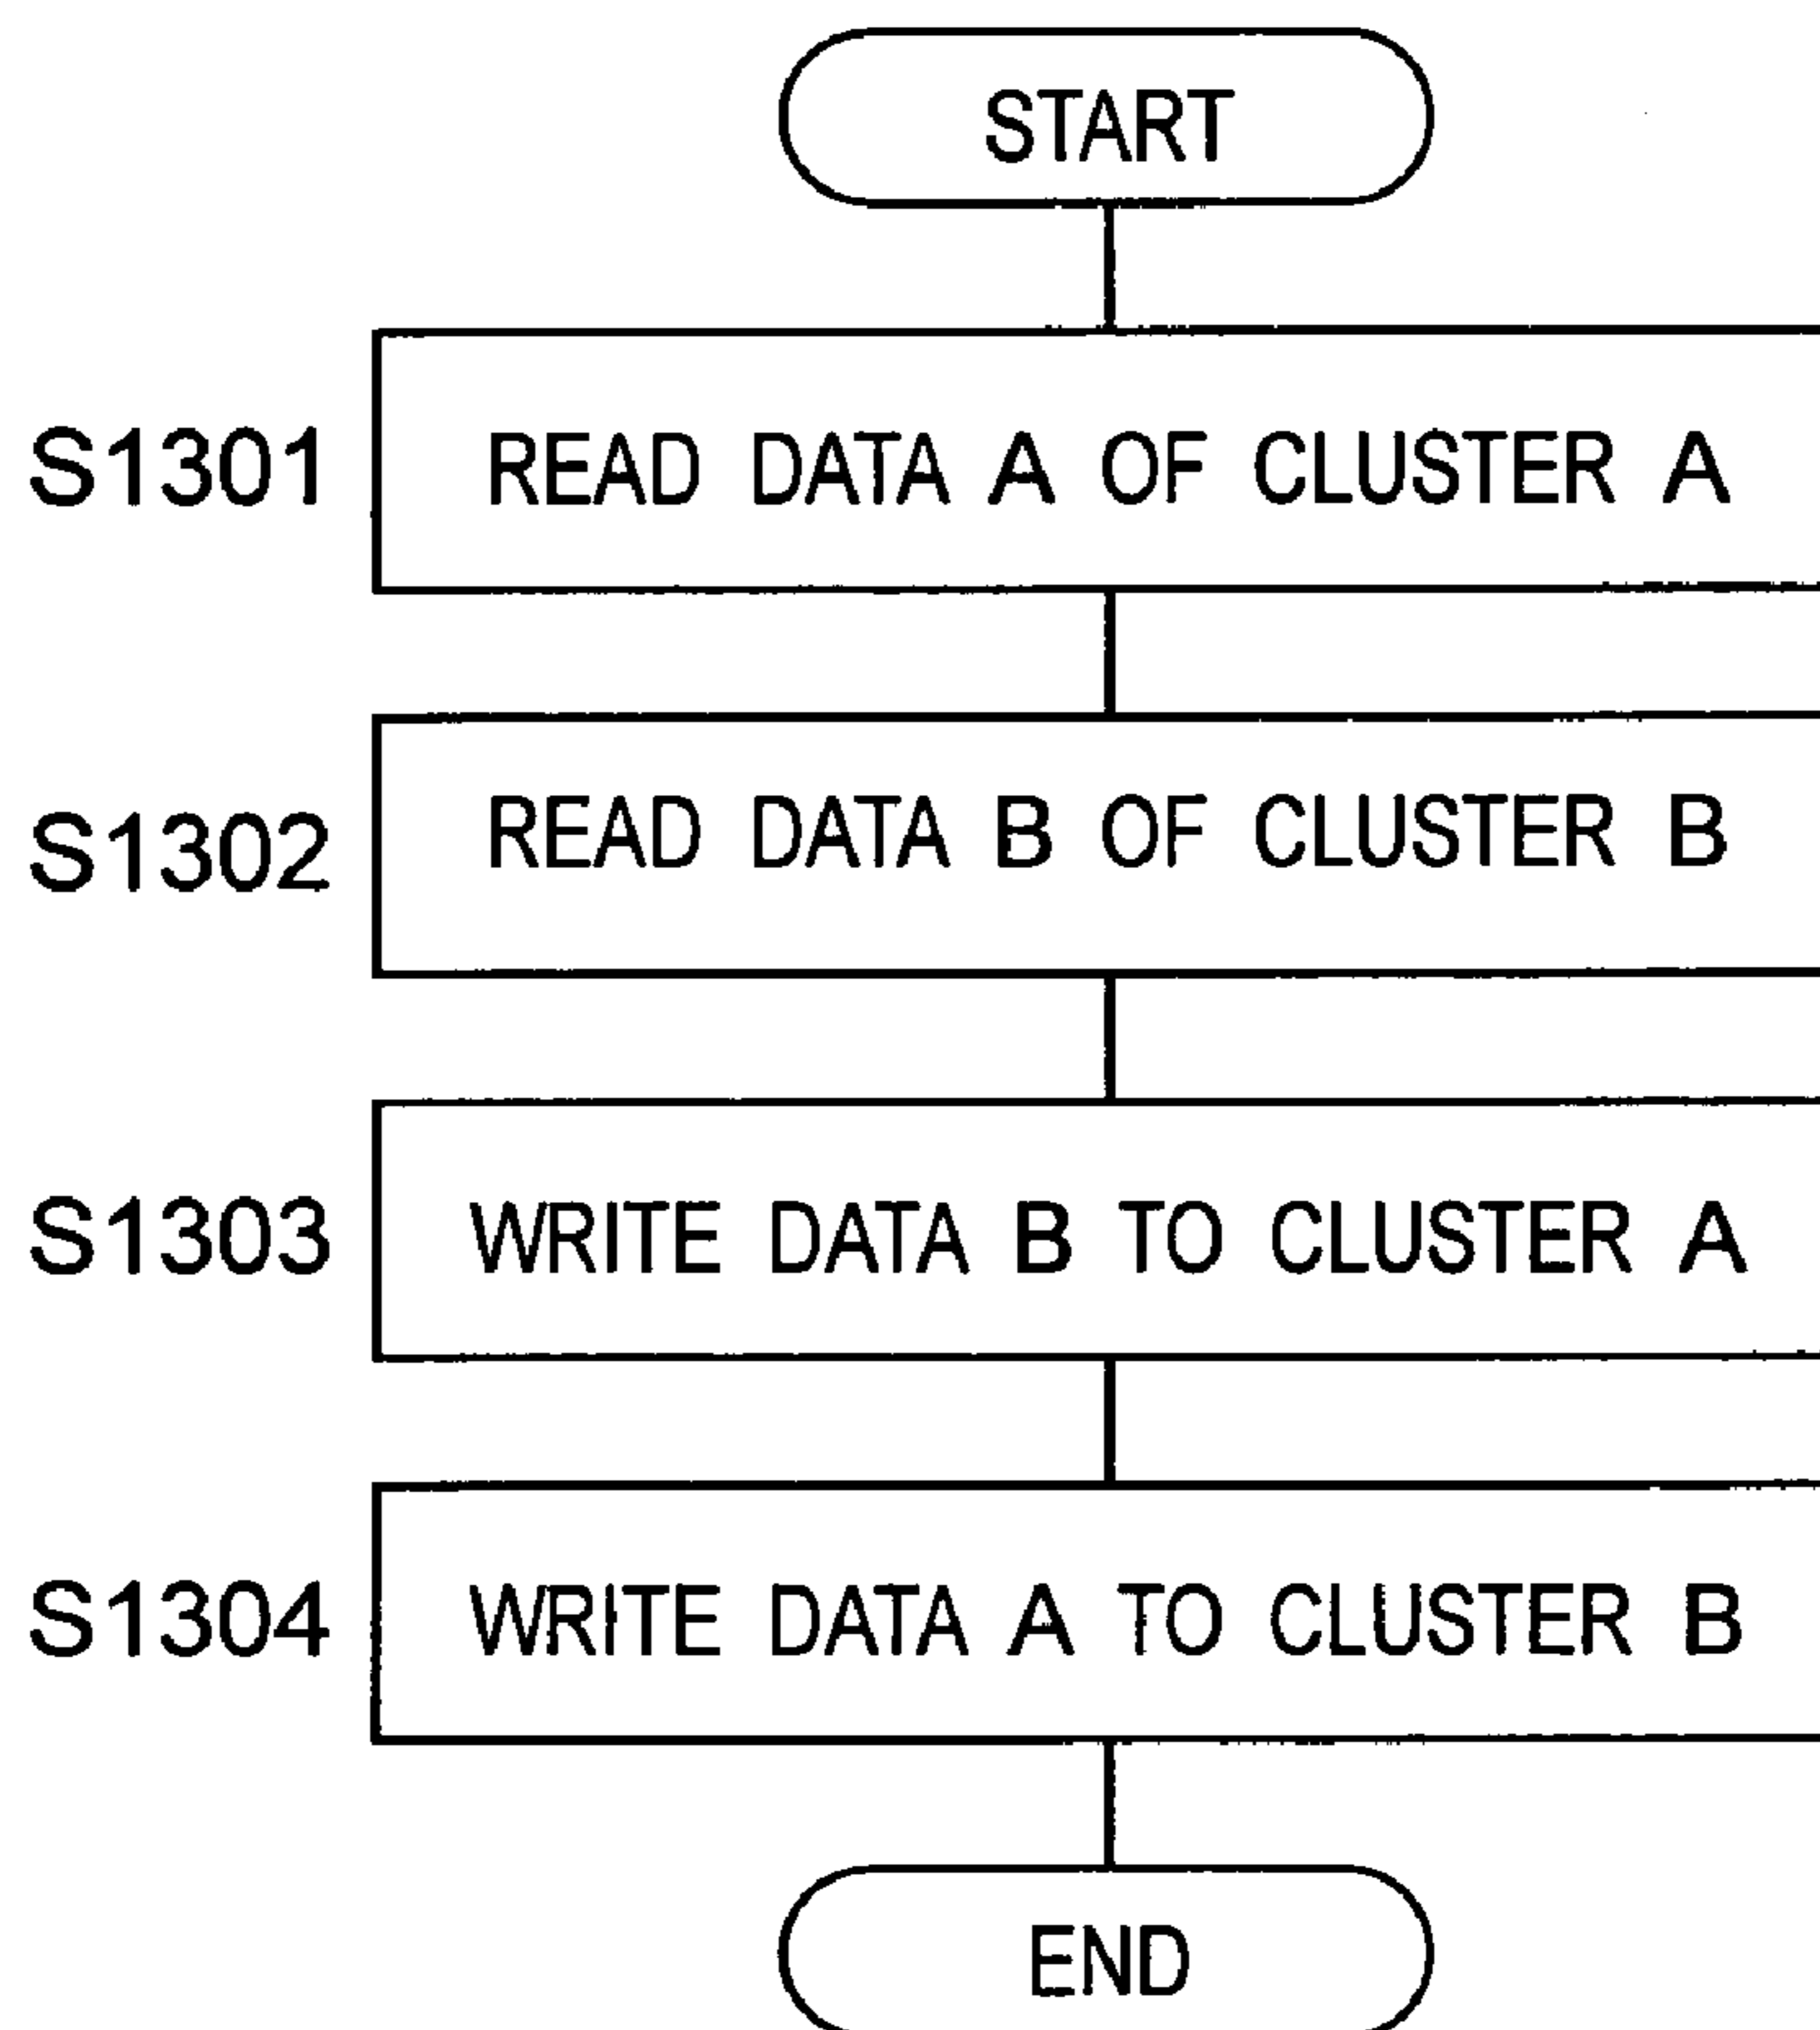 START
S1301 READ DATA A OF CLUSTER A
S1302 READ DATA B OF CLUSTER B
S1303 WRITE DATA B TO CLUSTER A
S1304 WRITE DATA A TO CLUSTER B
END